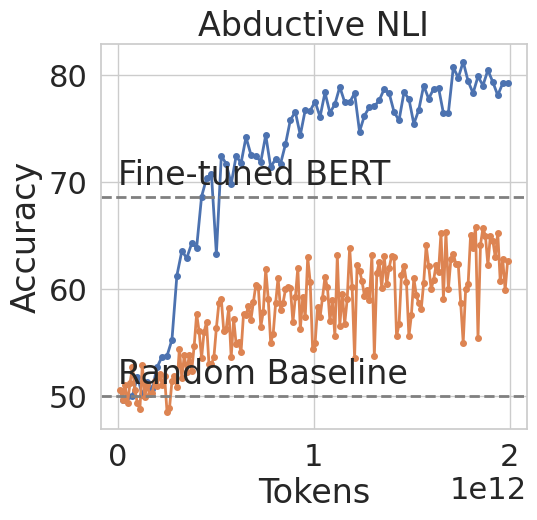 Abductive NLI
80
70
60
50
Accuracy
Fine-tuned BERT
Random Baseline
0
1
2
Tokens
1e12